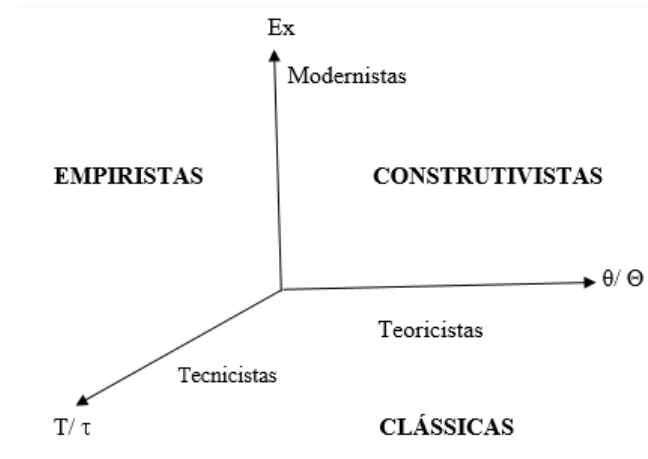 Ex
Modernistas
EMPIRISTAS
CONSTRUTIVISTAS
θ/ Θ
Teoricistas
Tecnicistas
T/ τ
CLÁSSICAS